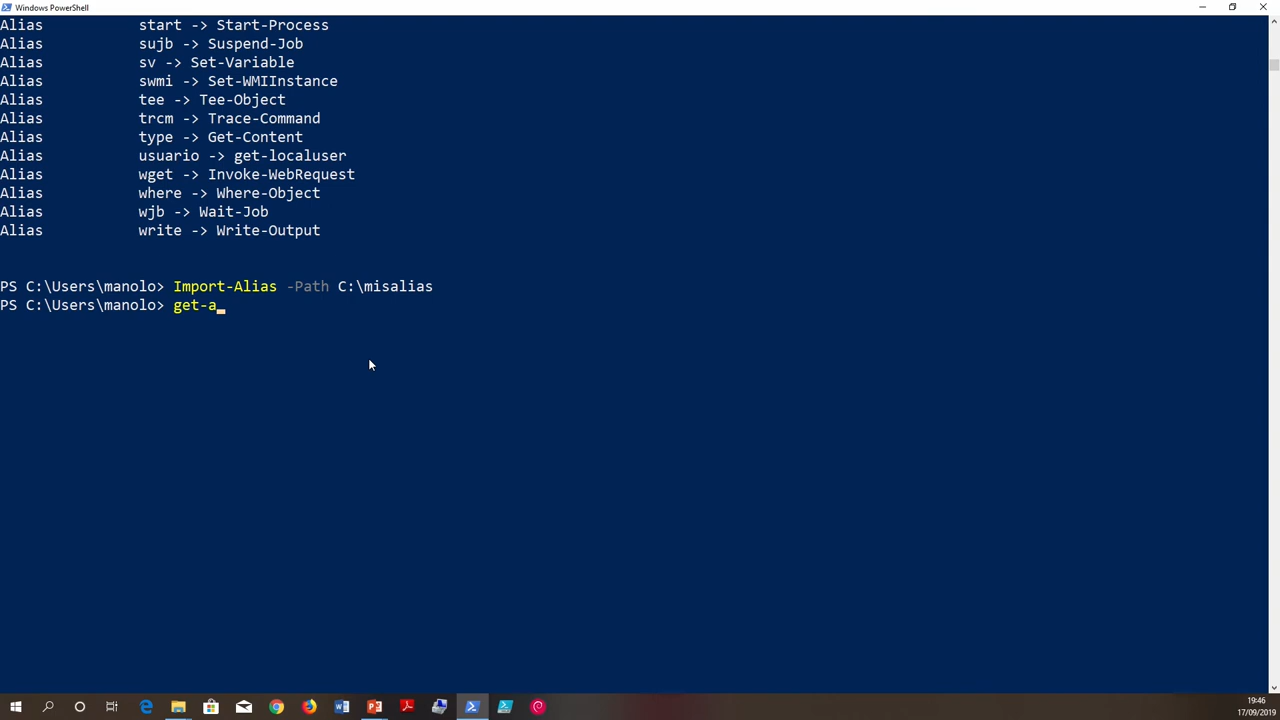 Windows PowerShell
Alias start -> Start-Process
Alias sujb -> Suspend-Job
Alias sv -> Set-Variable
Alias swmi -> Set-WMIInstance
Alias tee -> Tee-Object
Alias trcm -> Trace-Command
Alias type -> Get-Content
Alias usuario -> get-localuser
Alias wget -> Invoke-WebRequest
Alias where -> Where-Object
Alias wjb -> Wait-Job
Alias write -> Write-Output
PS C:\Users\manolo> Import-Alias -Path C:\misalias
PS C:\Users\manolo> get-a
19:46
17/09/2019